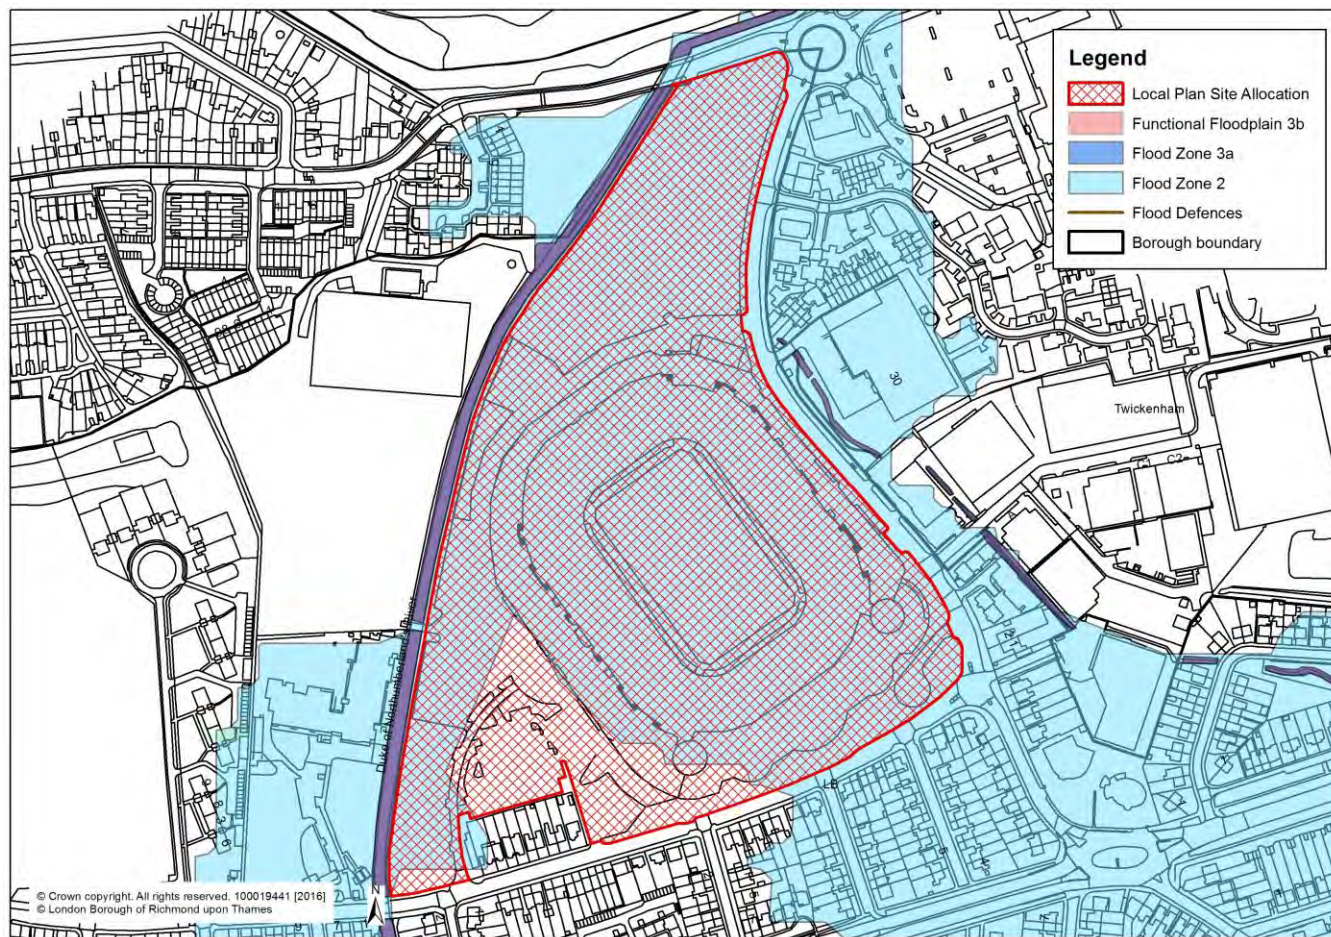 Legend
Local Plan Site Allocation
Functional Floodplain 3b
Flood Zone 3a
Flood Zone 2
Flood Defences
Borough boundary
30
Twickenham
C2
LB
N
© Crown copyright. All rights reserved. 100019441 [2016]
© London Borough of Richmond upon Thames